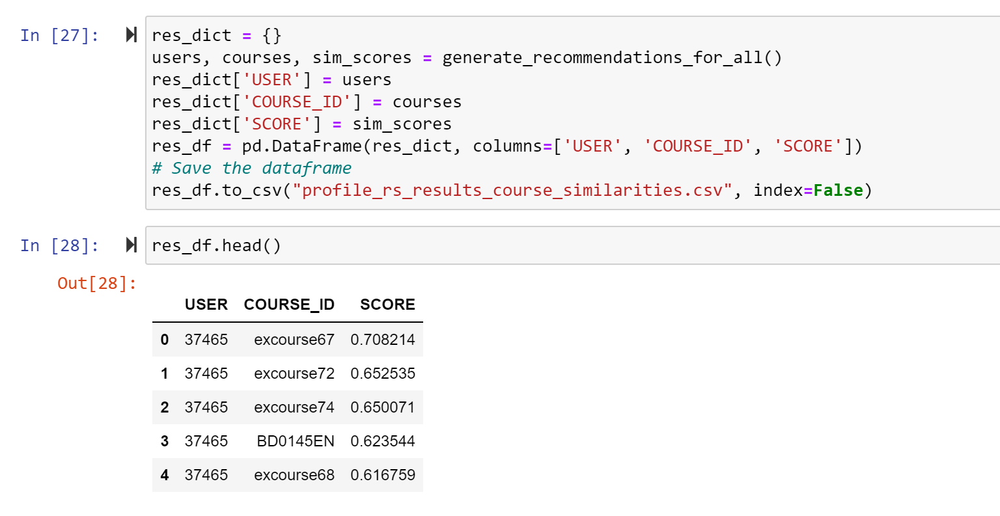 In [27]: res_dict = {}
users, courses, sim_scores = generate_recommendations_for_all()
res_dict['USER'] = users
res_dict['COURSE_ID'] = courses
res_dict['SCORE'] = sim_scores
res_df = pd.DataFrame(res_dict, columns=['USER', 'COURSE_ID', 'SCORE'])
# Save the dataframe
res_df.to_csv("profile_rs_results_course_similarities.csv", index=False)
In [28]: res_df.head()
Out[28]:
USER COURSE_ID SCORE
0 37465 excourse67 0.708214
1 37465 excourse72 0.652535
2 37465 excourse74 0.650071
3 37465 BD0145EN 0.623544
4 37465 excourse68 0.616759